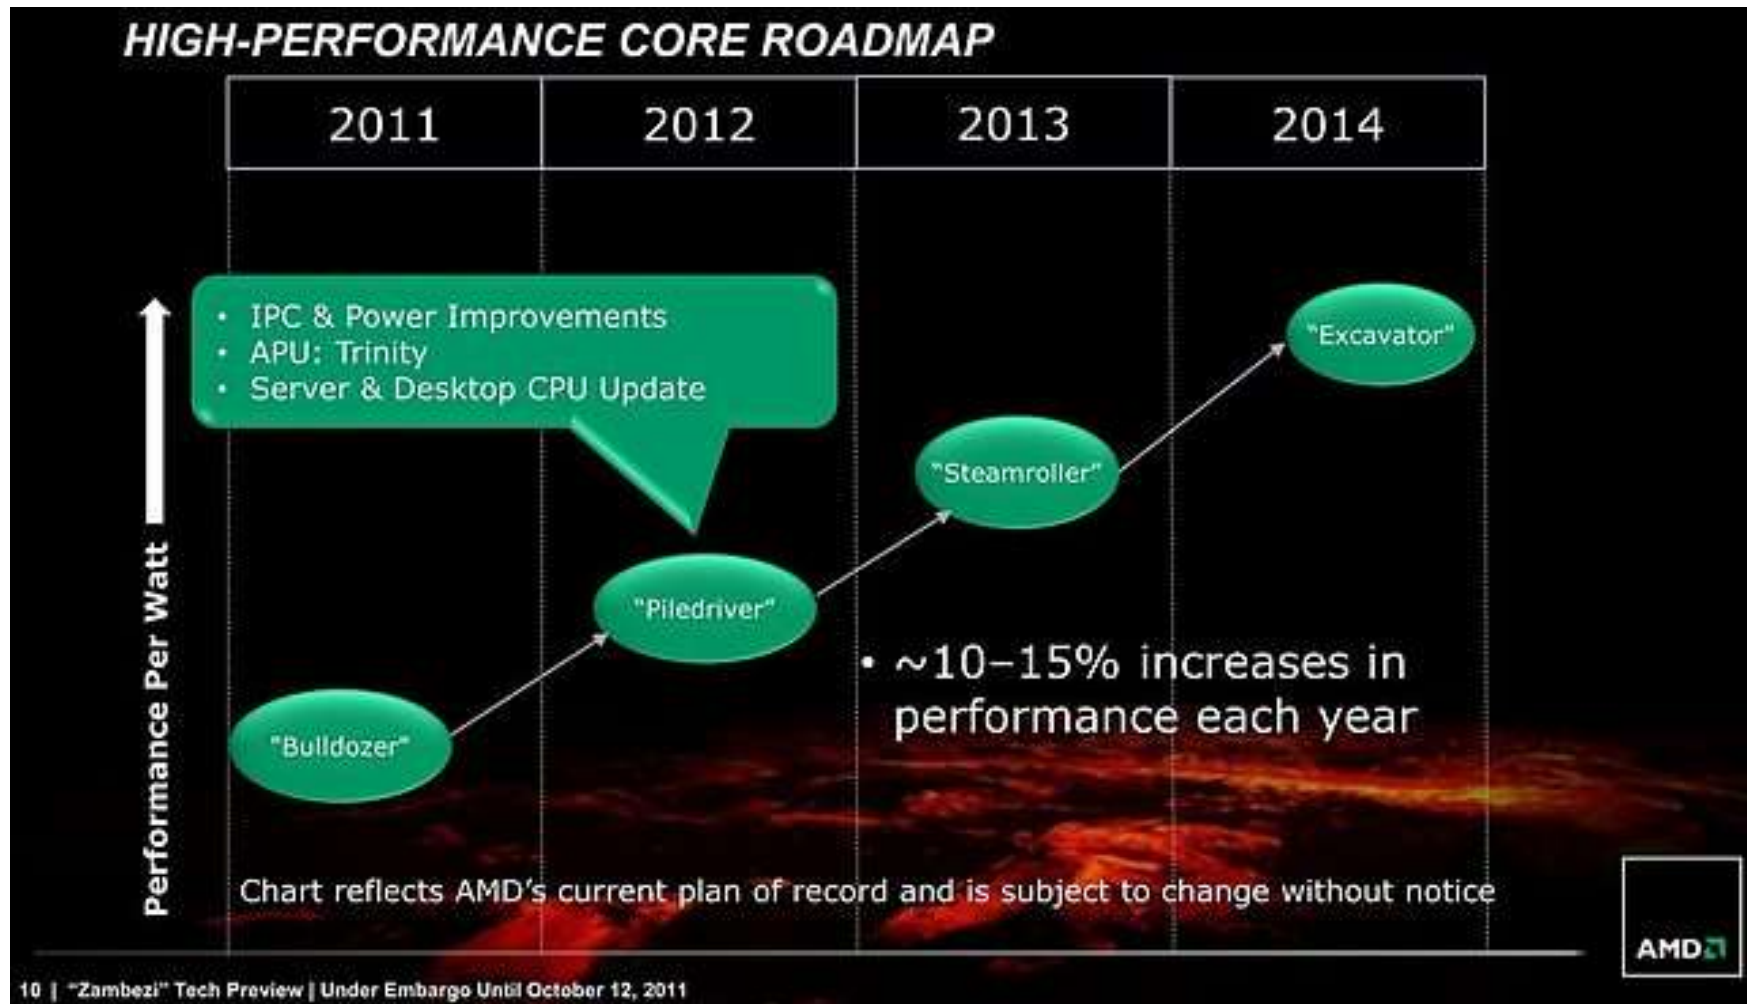 HIGH-PERFORMANCE CORE ROADMAP
2011 2012 2013 2014
• IPC & Power Improvements
• APU: Trinity
• Server & Desktop CPU Update
"Excavator"
"Steamroller"
"Piledriver"
"Bulldozer"
Performance Per Watt
• ~10–15% increases in
performance each year
Chart reflects AMD's current plan of record and is subject to change without notice
AMD
10 | "Zambezi" Tech Preview | Under Embargo Until October 12, 2011